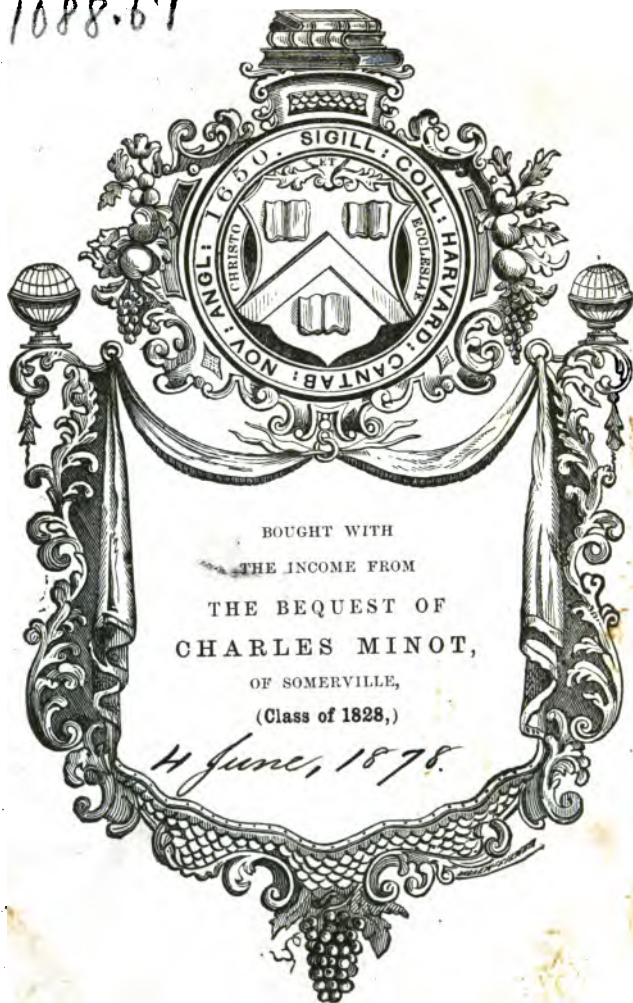 1088.67
SIGILL: COLL: HARVARD: CANTAB: NOV: ANGL: 1650.
CHRISTO
ET
ECCLESIAE
BOUGHT WITH
THE INCOME FROM
THE BEQUEST OF
CHARLES MINOT,
OF SOMERVILLE,
(Class of 1828,)
4 June, 1878.